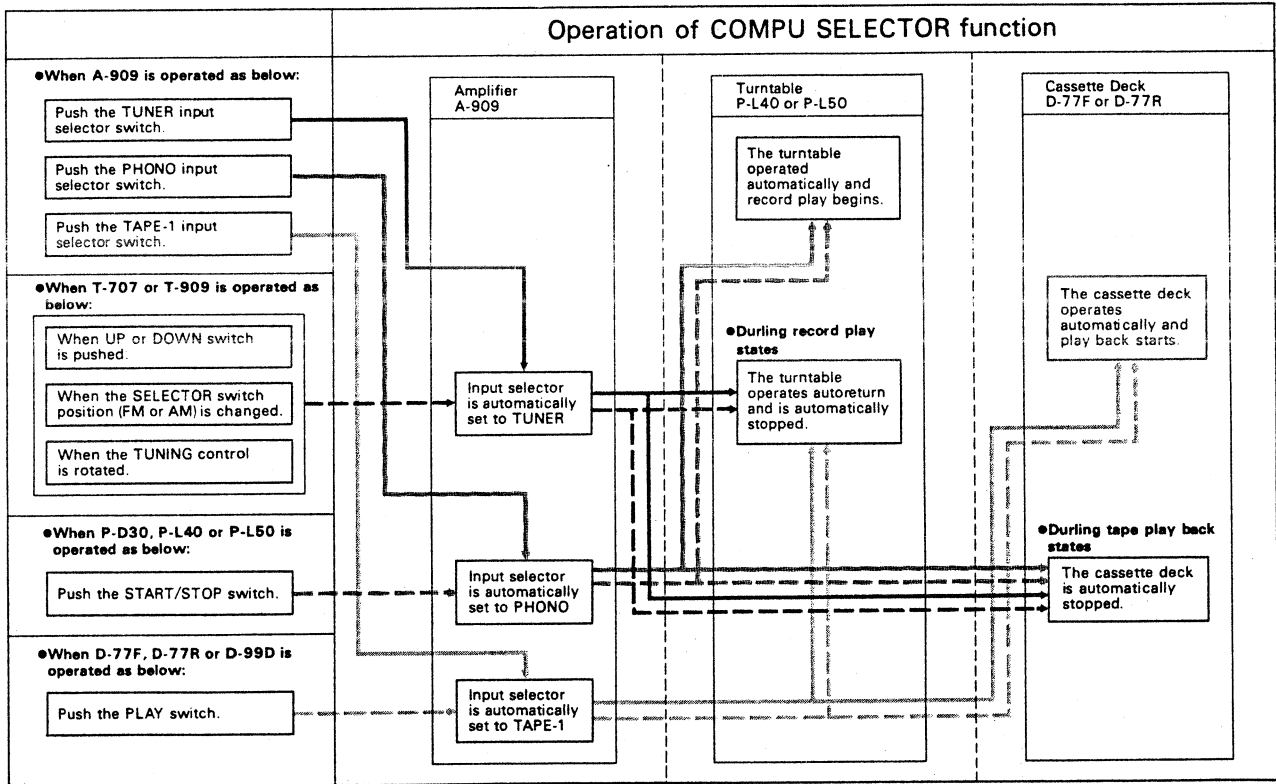 Operation of COMPU SELECTOR function
●When A-909 is operated as below:
Push the TUNER input
selector switch.
Push the PHONO input
selector switch.
Push the TAPE-1 input
selector switch.
●When T-707 or T-909 is operated as
below:
When UP or DOWN switch
is pushed.
When the SELECTOR switch
position (FM or AM) is changed.
When the TUNING control
is rotated.
●When P-D30, P-L40 or P-L50 is
operated as below:
Push the START/STOP switch.
●When D-77F, D-77R or D-99D is
operated as below:
Push the PLAY switch.
Amplifier
A-909
Input selector
is automatically
set to TUNER
Input selector
is automatically
set to PHONO
Input selector
is automatically
set to TAPE-1
Turntable
P-L40 or P-L50
The turntable
operated
automatically and
record play begins.
●Durling record play
states
The turntable
operates autoreturn
and is automatically
stopped.
Cassette Deck
D-77F or D-77R
The cassette deck
operates
automatically and
play back starts.
●Durling tape play back
states
The cassette deck
is automatically
stopped.